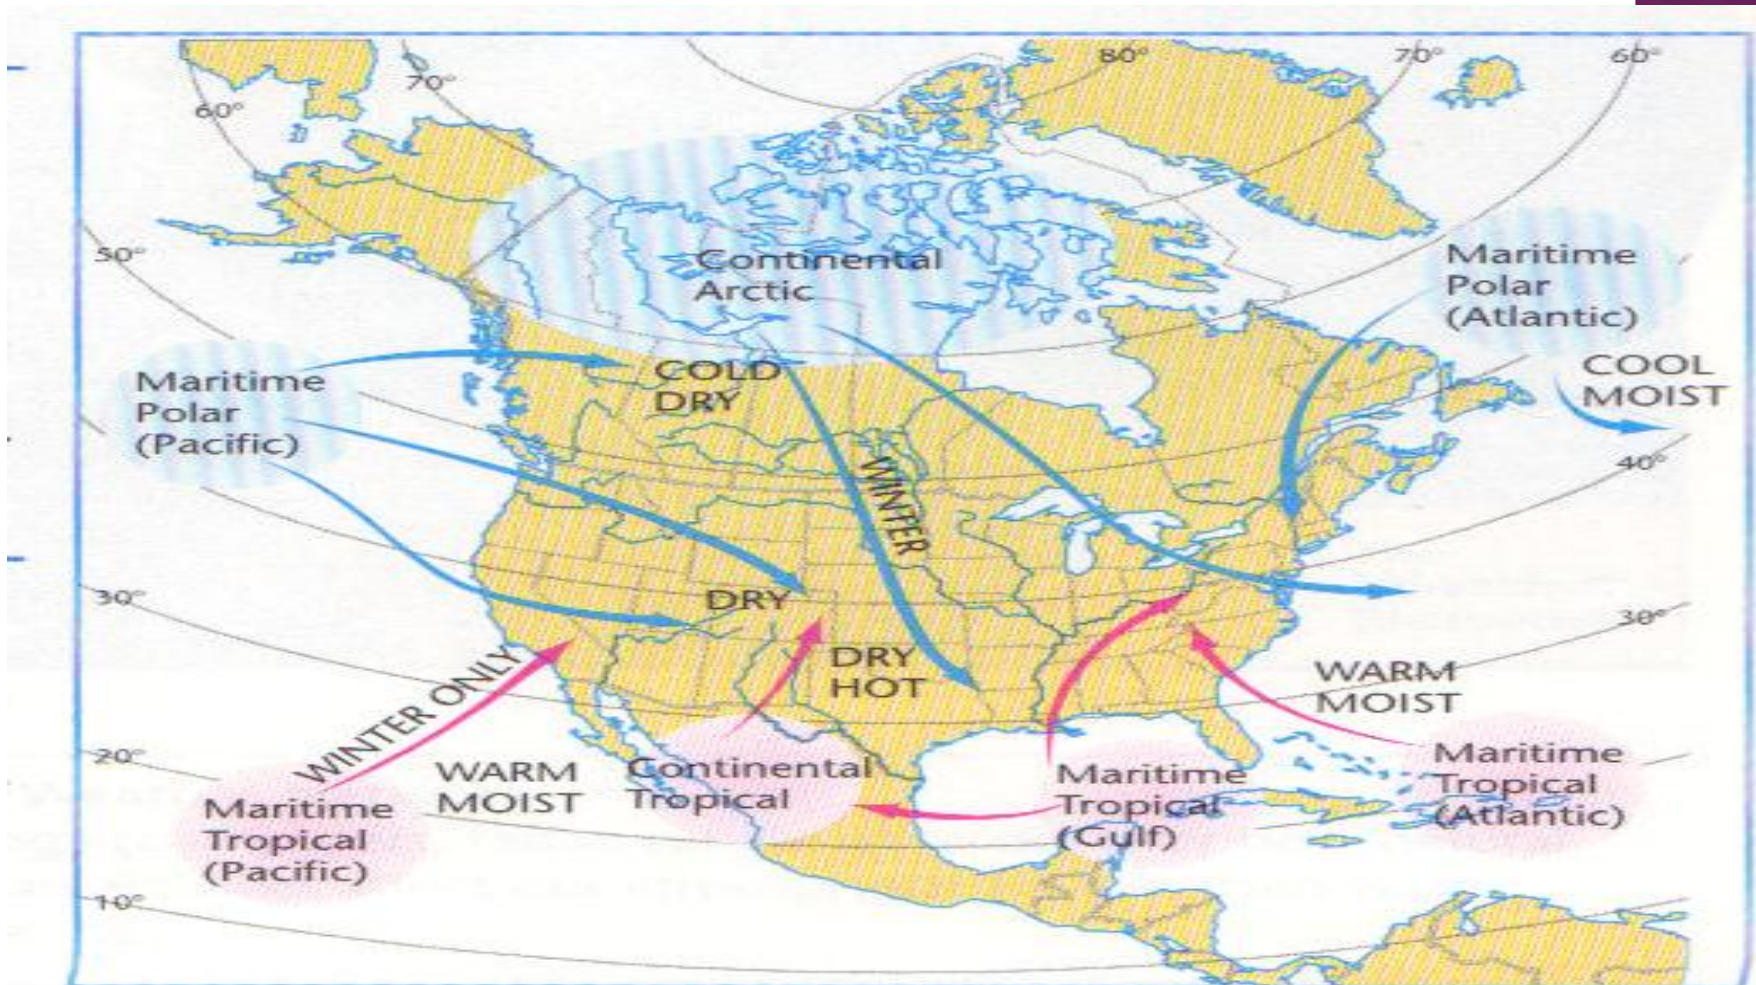 80°
70°
60°
70°
60°
50°
Continental
Arctic
Maritime
Polar
(Atlantic)
COOL
MOIST
COLD
DRY
Maritime
Polar
(Pacific)
WINTER
40°
30°
DRY
30°
DRY
HOT
WARM
MOIST
WINTER ONLY
20°
WARM
MOIST
Continental
Tropical
Maritime
Tropical
(Gulf)
Maritime
Tropical
(Atlantic)
Maritime
Tropical
(Pacific)
10°